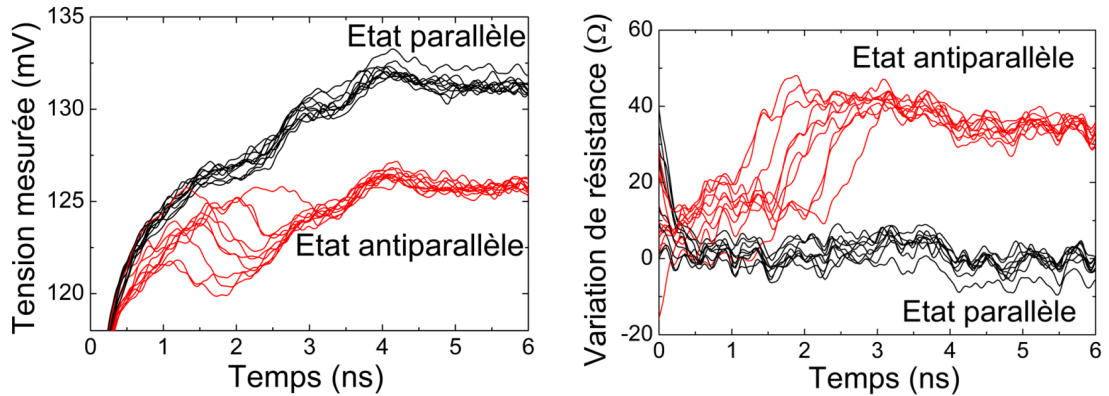 135
130
125
120
Tension mesurée (mV)
Etat parallèle
Etat antiparallèle
0 1 2 3 4 5 6
Temps (ns)
60
40
20
0
-20
Variation de résistance (Ω)
Etat antiparallèle
Etat parallèle
0 1 2 3 4 5 6
Temps (ns)